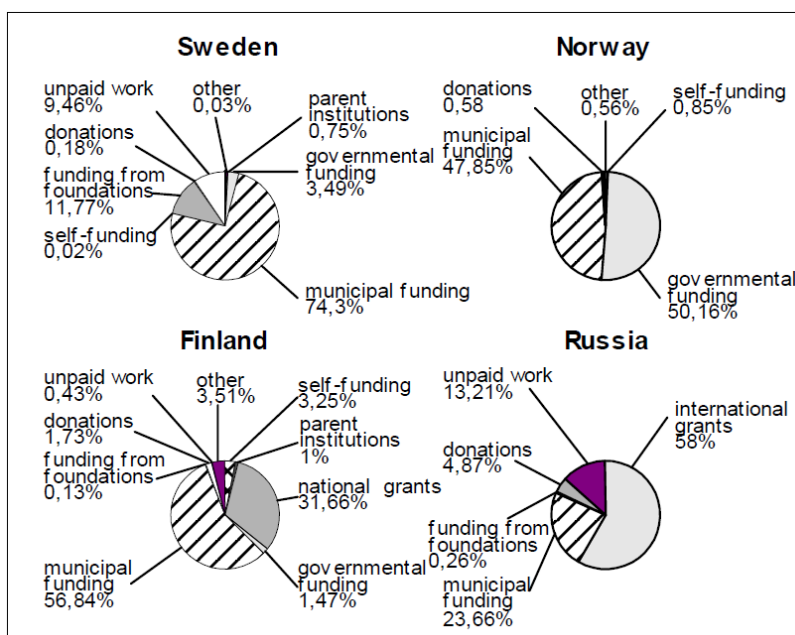 Sweden
unpaid work
9,46%
other
0,03%
parent
institutions
0,75%
donations
0,18%
governmental
funding
3,49%
funding from
foundations
11,77%
self-funding
0,02%
municipal funding
74,3%
Norway
donations
0,58
other
0,56%
self-funding
0,85%
municipal
funding
47,85%
governmental
funding
50,16%
Finland
unpaid work
0,43%
other
3,51%
self-funding
3,25%
donations
1,73%
parent
institutions
1%
funding from
foundations
0,13%
national grants
31,66%
municipal
funding
56,84%
governmental
funding
1,47%
Russia
unpaid work
13,21%
international
grants
58%
donations
4,87%
funding from
foundations
0,26%
municipal
funding
23,66%